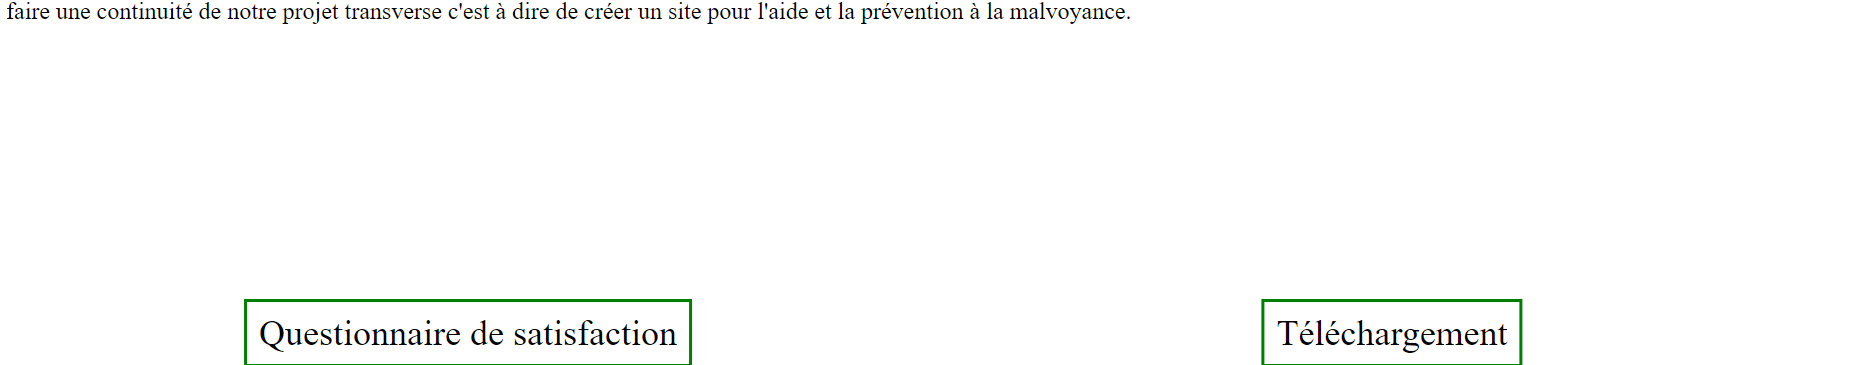 faire une continuité de notre projet transverse c'est à dire de créer un site pour l'aide et la prévention à la malvoyance.
Questionnaire de satisfaction
Téléchargement